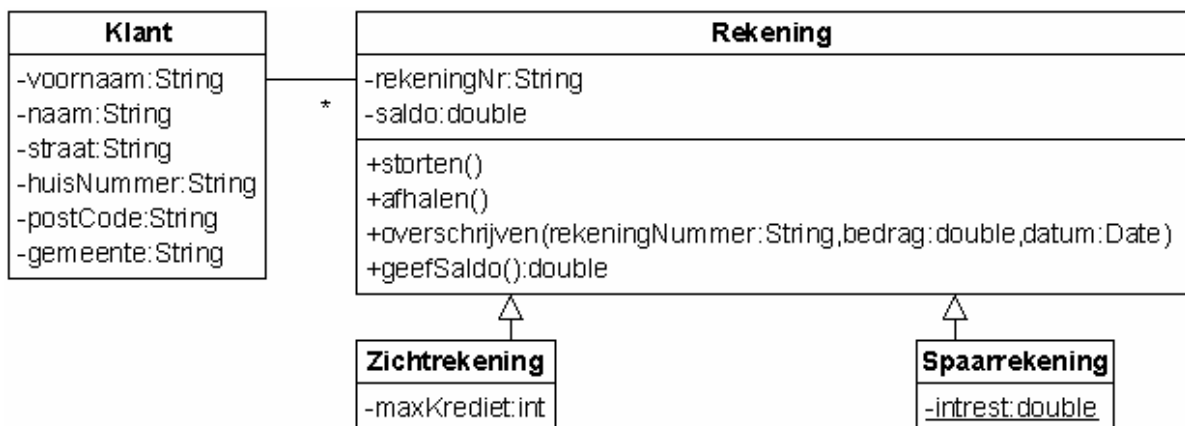 Klant
-voornaam:String
-naam:String
-straat:String
-huisNummer:String
-postCode:String
-gemeente:String
*
Rekening
-rekeningNr:String
-saldo:double
+storten()
+afhalen()
+overschrijven(rekeningNummer:String,bedrag:double,datum:Date)
+geefSaldo():double
Zichtrekening
-maxKrediet:int
Spaarrekening
-intrest:double